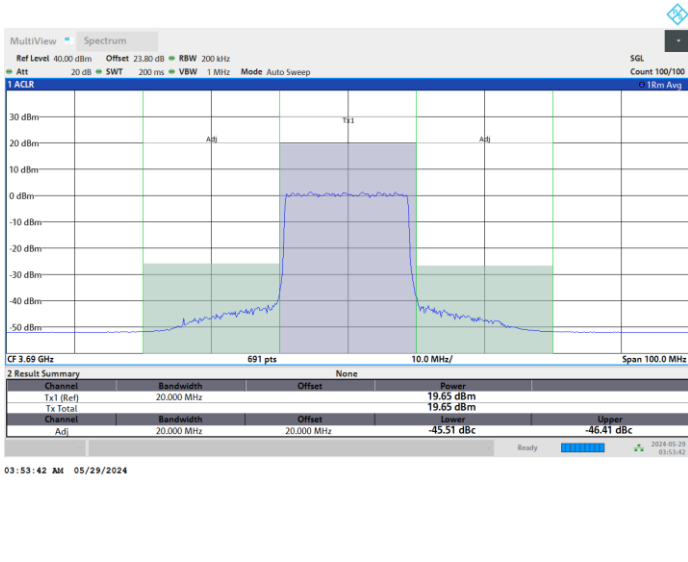 MultiView Spectrum
Ref Level 40.00 dBm Offset 23.80 dB RBW 200 kHz SGL
Att 20 dB SWT 200 ms VBW 1 MHz Mode Auto Sweep Count 100/100
1 ACLR 1Rm Avg
30 dBm
Tx1
20 dBm
Adj Adj
10 dBm
0 dBm
-10 dBm
-20 dBm
-30 dBm
-40 dBm
-50 dBm
CF 3.69 GHz 691 pts 10.0 MHz/ Span 100.0 MHz
2 Result Summary None
Channel Bandwidth Offset Power
Tx1 (Ref) 20.000 MHz 19.65 dBm
Tx Total 19.65 dBm
Channel Bandwidth Offset Lower Upper
Adj 20.000 MHz 20.000 MHz -45.51 dBc -46.41 dBc
Ready 2024-05-29
03:53:42
03:53:42 AM 05/29/2024